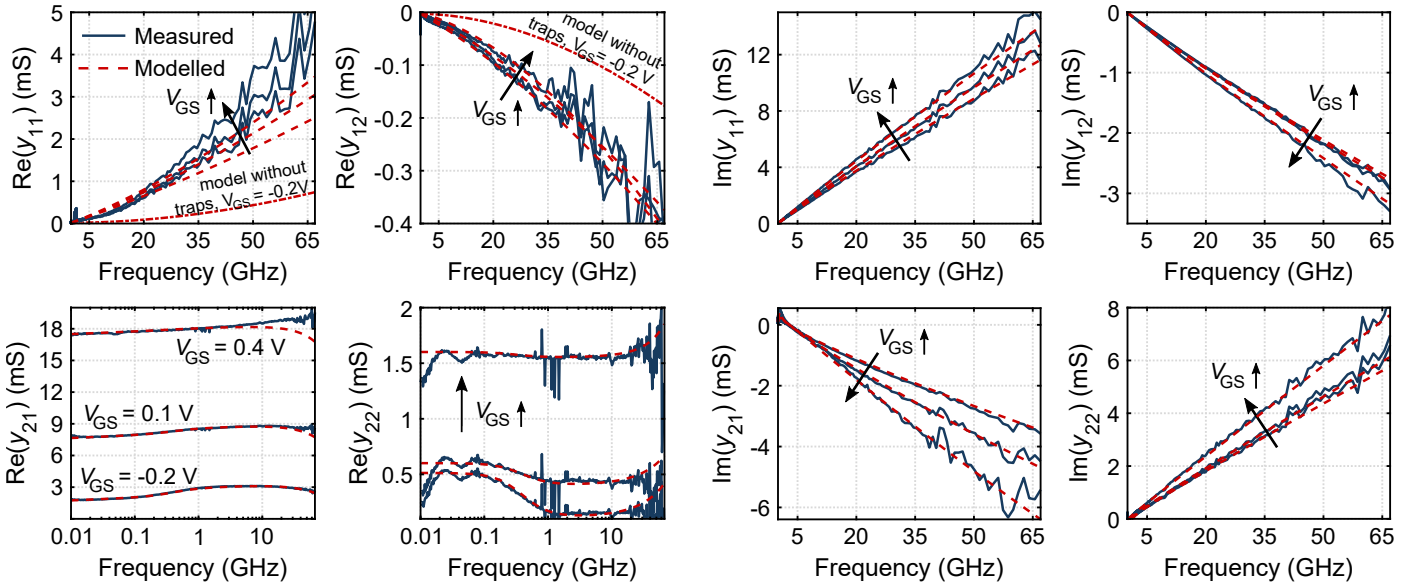 Re(y11) (mS)
5
4
3
2
1
0
Measured
Modelled
VGS
model without
traps, VGS = -0.2V
5 20 35 50 65
Frequency (GHz)
Re(y12) (mS)
0
-0.1
-0.2
-0.3
-0.4
model without
traps, VGS = -0.2 V
VGS
5 20 35 50 65
Frequency (GHz)
Im(y11) (mS)
12
8
4
0
VGS
5 20 35 50 65
Frequency (GHz)
Im(y12) (mS)
0
-1
-2
-3
VGS
5 20 35 50 65
Frequency (GHz)
Re(y21) (mS)
18
15
12
9
6
3
VGS = 0.4 V
VGS = 0.1 V
VGS = -0.2 V
0.01 0.1 1 10
Frequency (GHz)
Re(y22) (mS)
2
1.5
1
0.5
VGS
0.01 0.1 1 10
Frequency (GHz)
Im(y21) (mS)
0
-2
-4
-6
VGS
5 20 35 50 65
Frequency (GHz)
Im(y22) (mS)
8
6
4
2
0
VGS
5 20 35 50 65
Frequency (GHz)